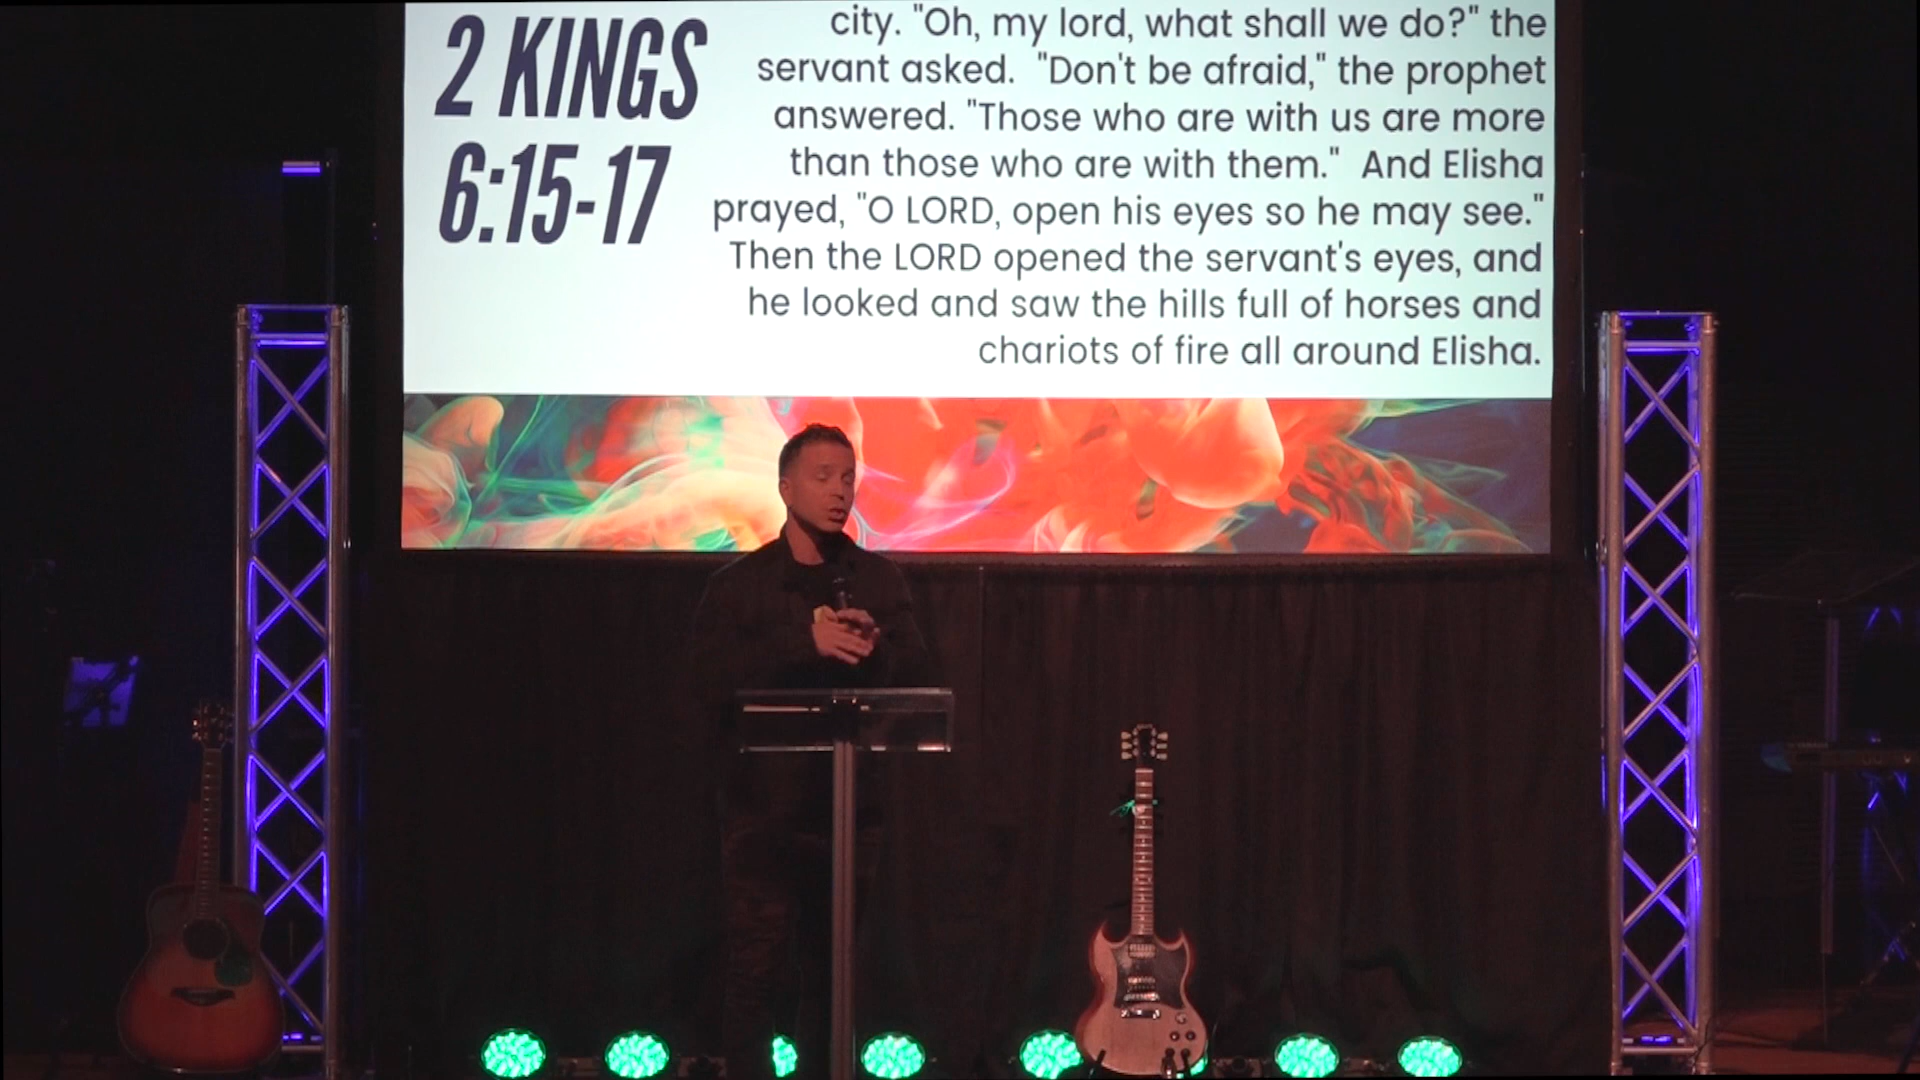 2 KINGS
6:15-17
city. "Oh, my lord, what shall we do?" the
servant asked.  "Don't be afraid," the prophet
answered. "Those who are with us are more
than those who are with them."  And Elisha
prayed, "O LORD, open his eyes so he may see."
Then the LORD opened the servant's eyes, and
he looked and saw the hills full of horses and
chariots of fire all around Elisha.